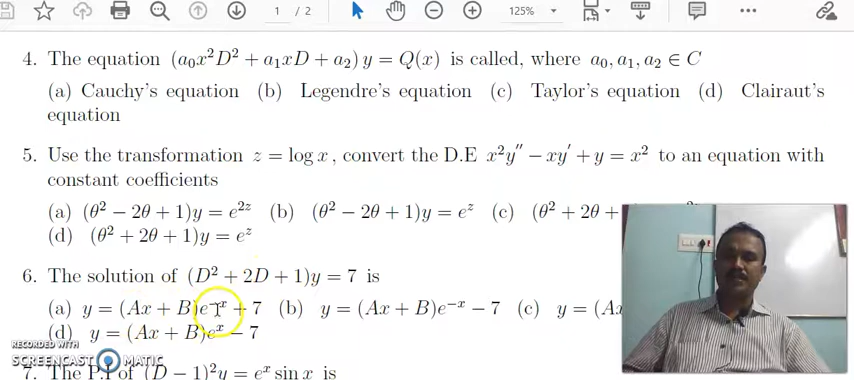 1 / 2 125%
4. The equation (a₀x²D² + a₁xD + a₂) y = Q(x) is called, where a₀, a₁, a₂ ∈ C
(a) Cauchy's equation (b) Legendre's equation (c) Taylor's equation (d) Clairaut's
equation
5. Use the transformation z = log x , convert the D.E x²y″ − xy′ + y = x² to an equation with
constant coefficients
(a) (θ² − 2θ + 1)y = e²ᶻ (b) (θ² − 2θ + 1)y = eᶻ (c) (θ² + 2θ +
(d) (θ² + 2θ + 1)y = eᶻ
6. The solution of (D² + 2D + 1)y = 7 is
(a) y = (Ax + B)e⁻ˣ + 7 (b) y = (Ax + B)e⁻ˣ − 7 (c) y = (Ax
(d) y = (Ax + B)eˣ − 7
RECORDED WITH
SCREENCAST MATIC
7. The P.I of (D − 1)²y = eˣ sin x is